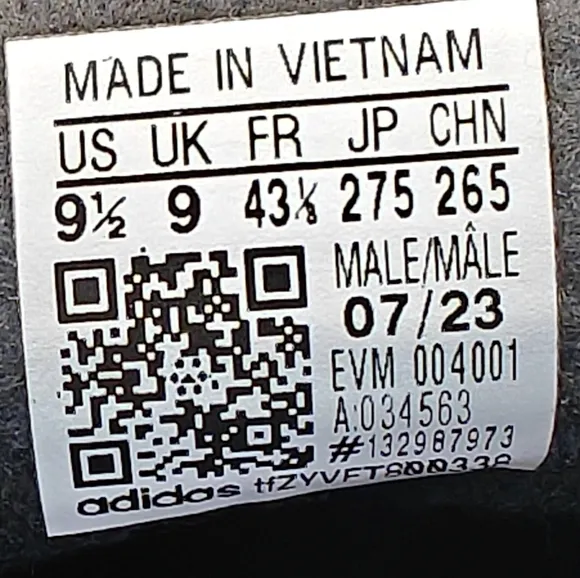 MADE IN VIETNAM
US UK FR JP CHN
9½ 9 43⅓ 275 265
MALE/MÂLE
07/23
EVM 004001
A:034563
#132987973
adidas